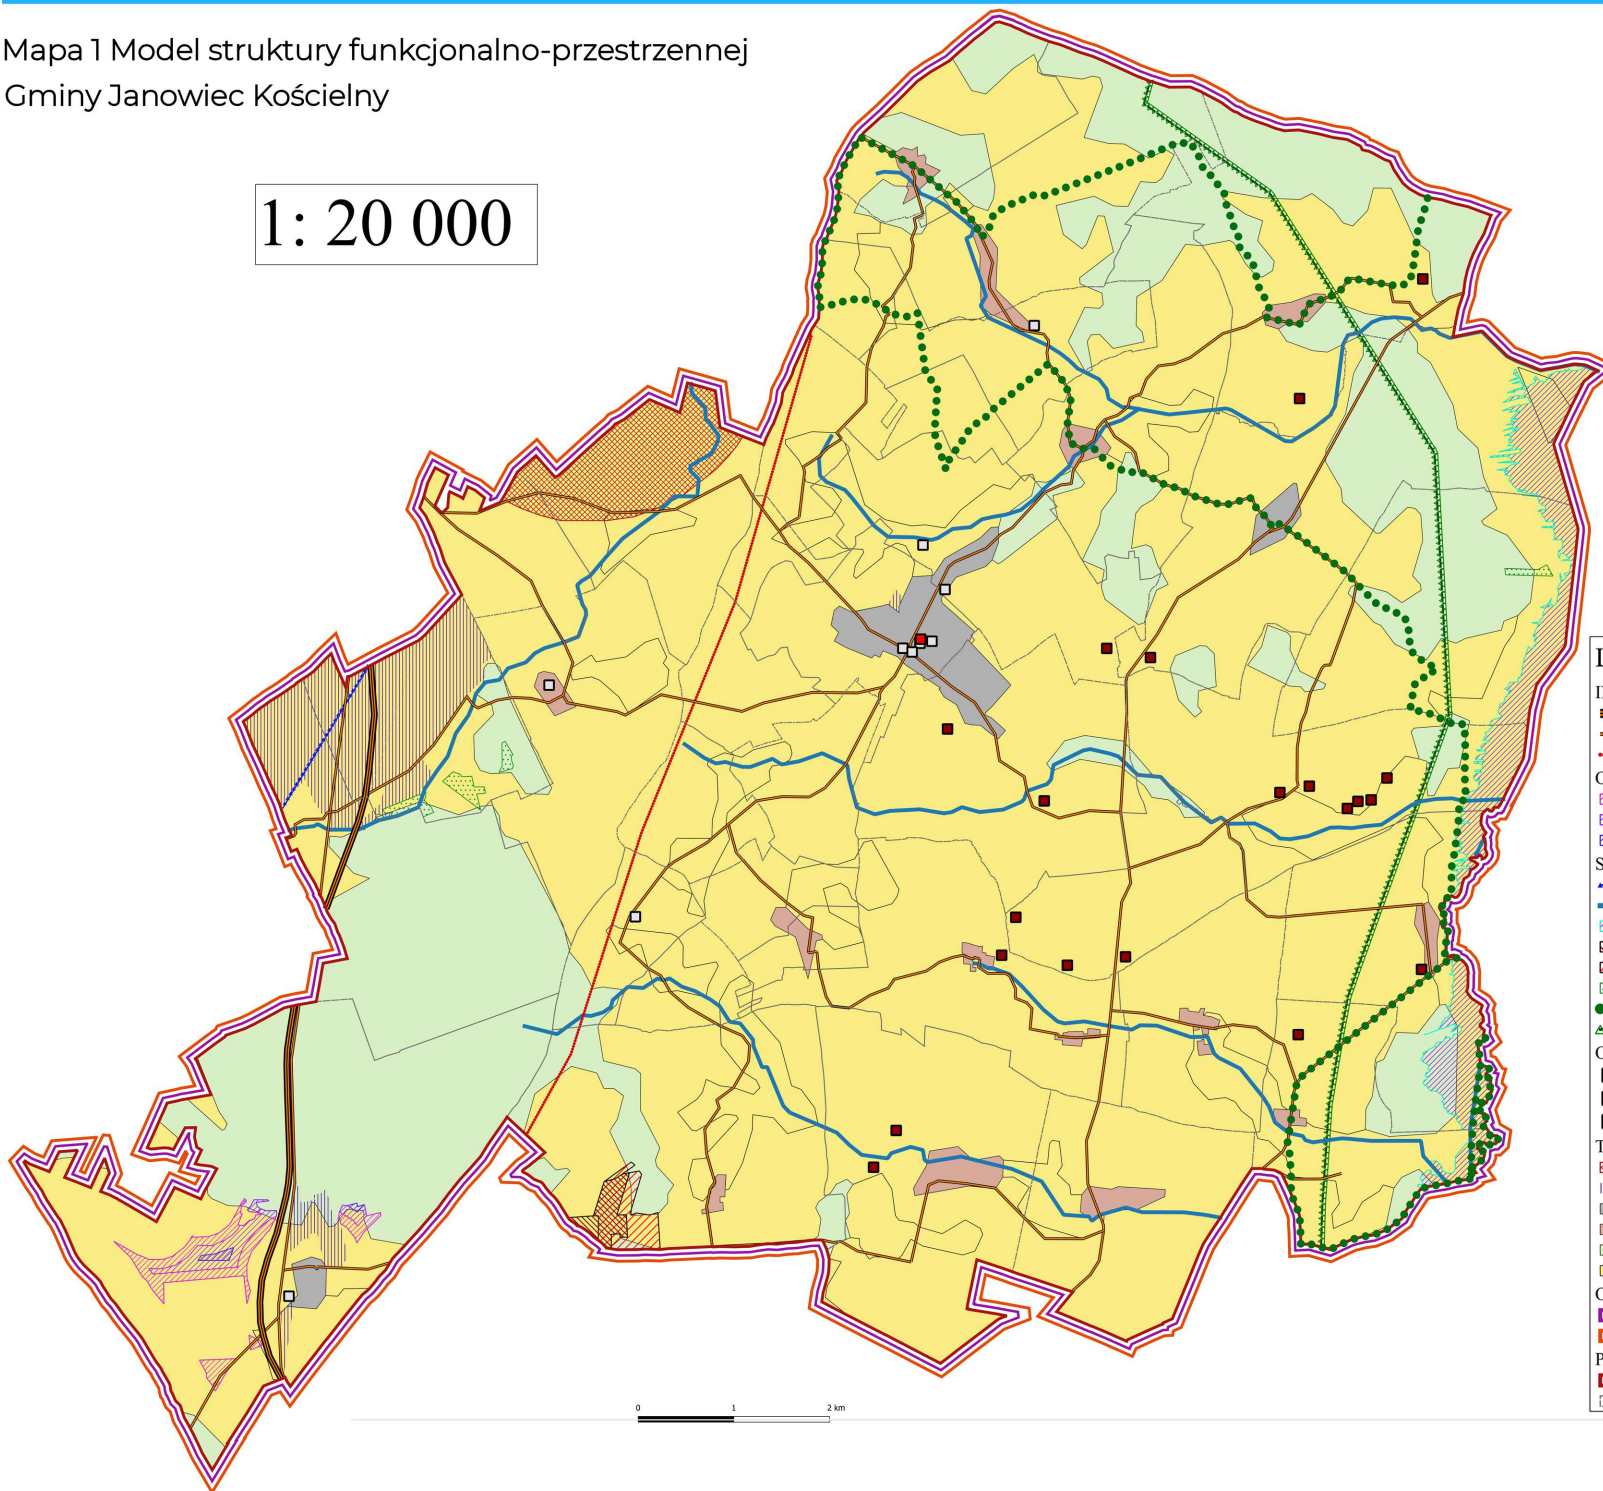 Mapa 1 Model struktury funkcjonalno-przestrzennej
Gminy Janowiec Kościelny
1: 20 000
0 1 2 km